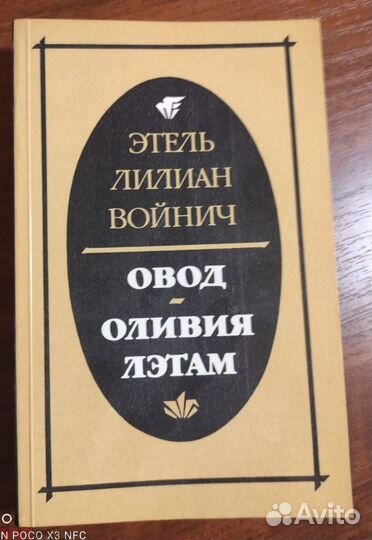 ЭТЕЛЬ
ЛИЛИАН
ВОЙНИЧ
ОВОД
-
ОЛИВИЯ
ЛЭТАМ
N POCO X3 NFC
Avito